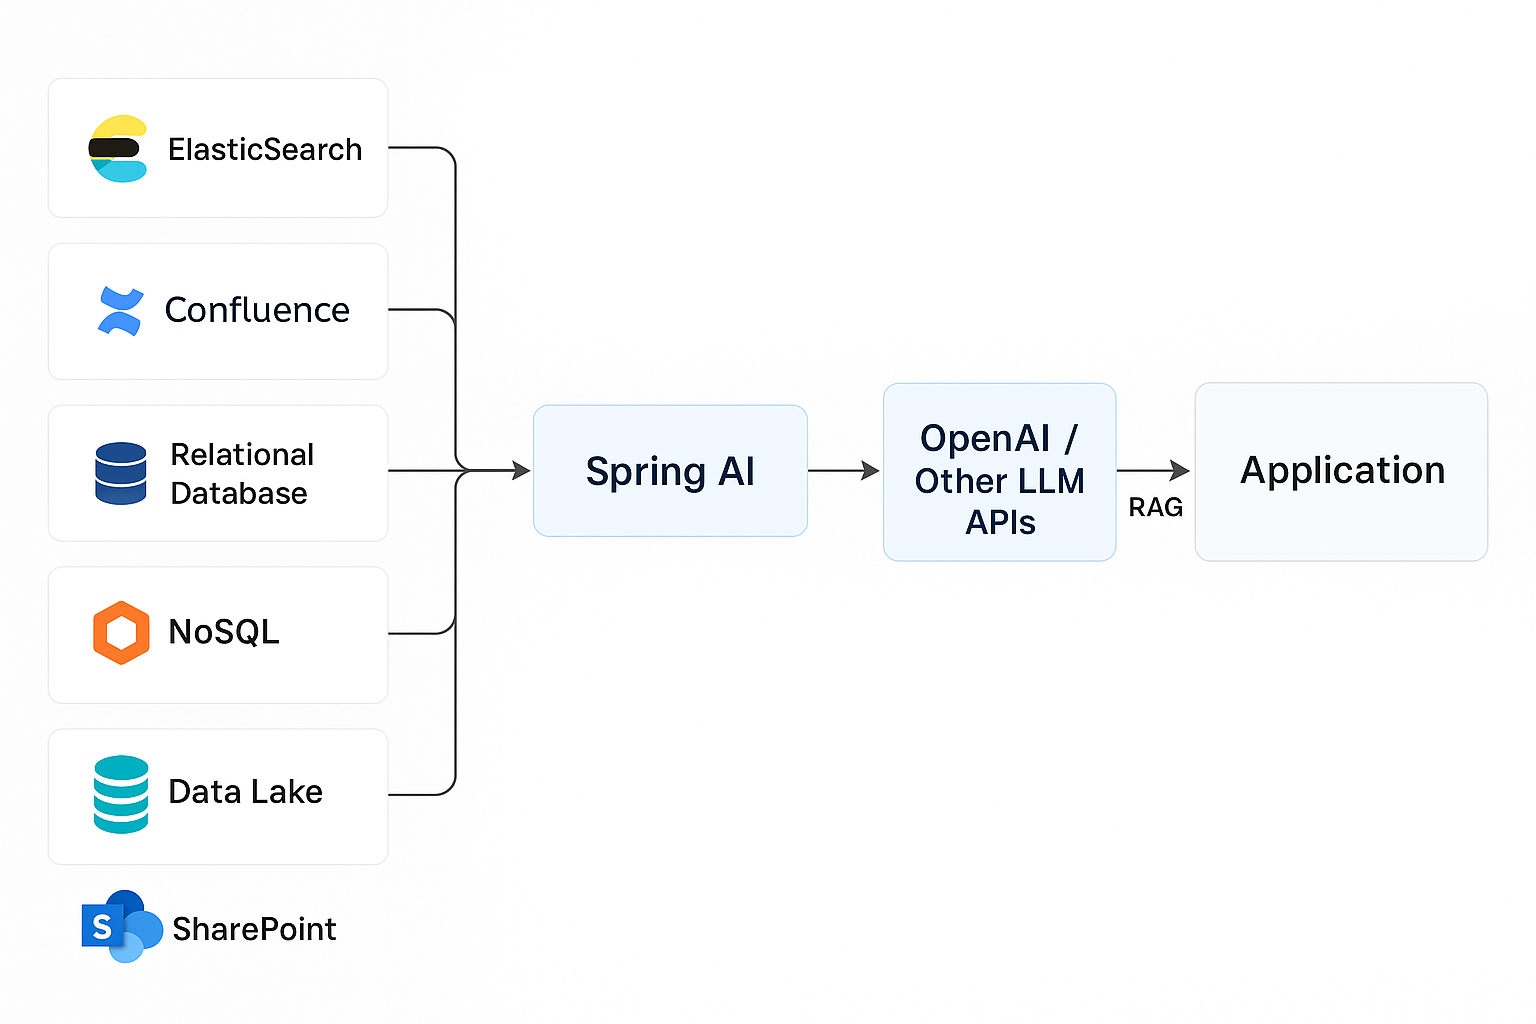 ElasticSearch
Confluence
Relational
Database
NoSQL
Data Lake
S SharePoint
Spring AI
OpenAI /
Other LLM
APIs
RAG
Application